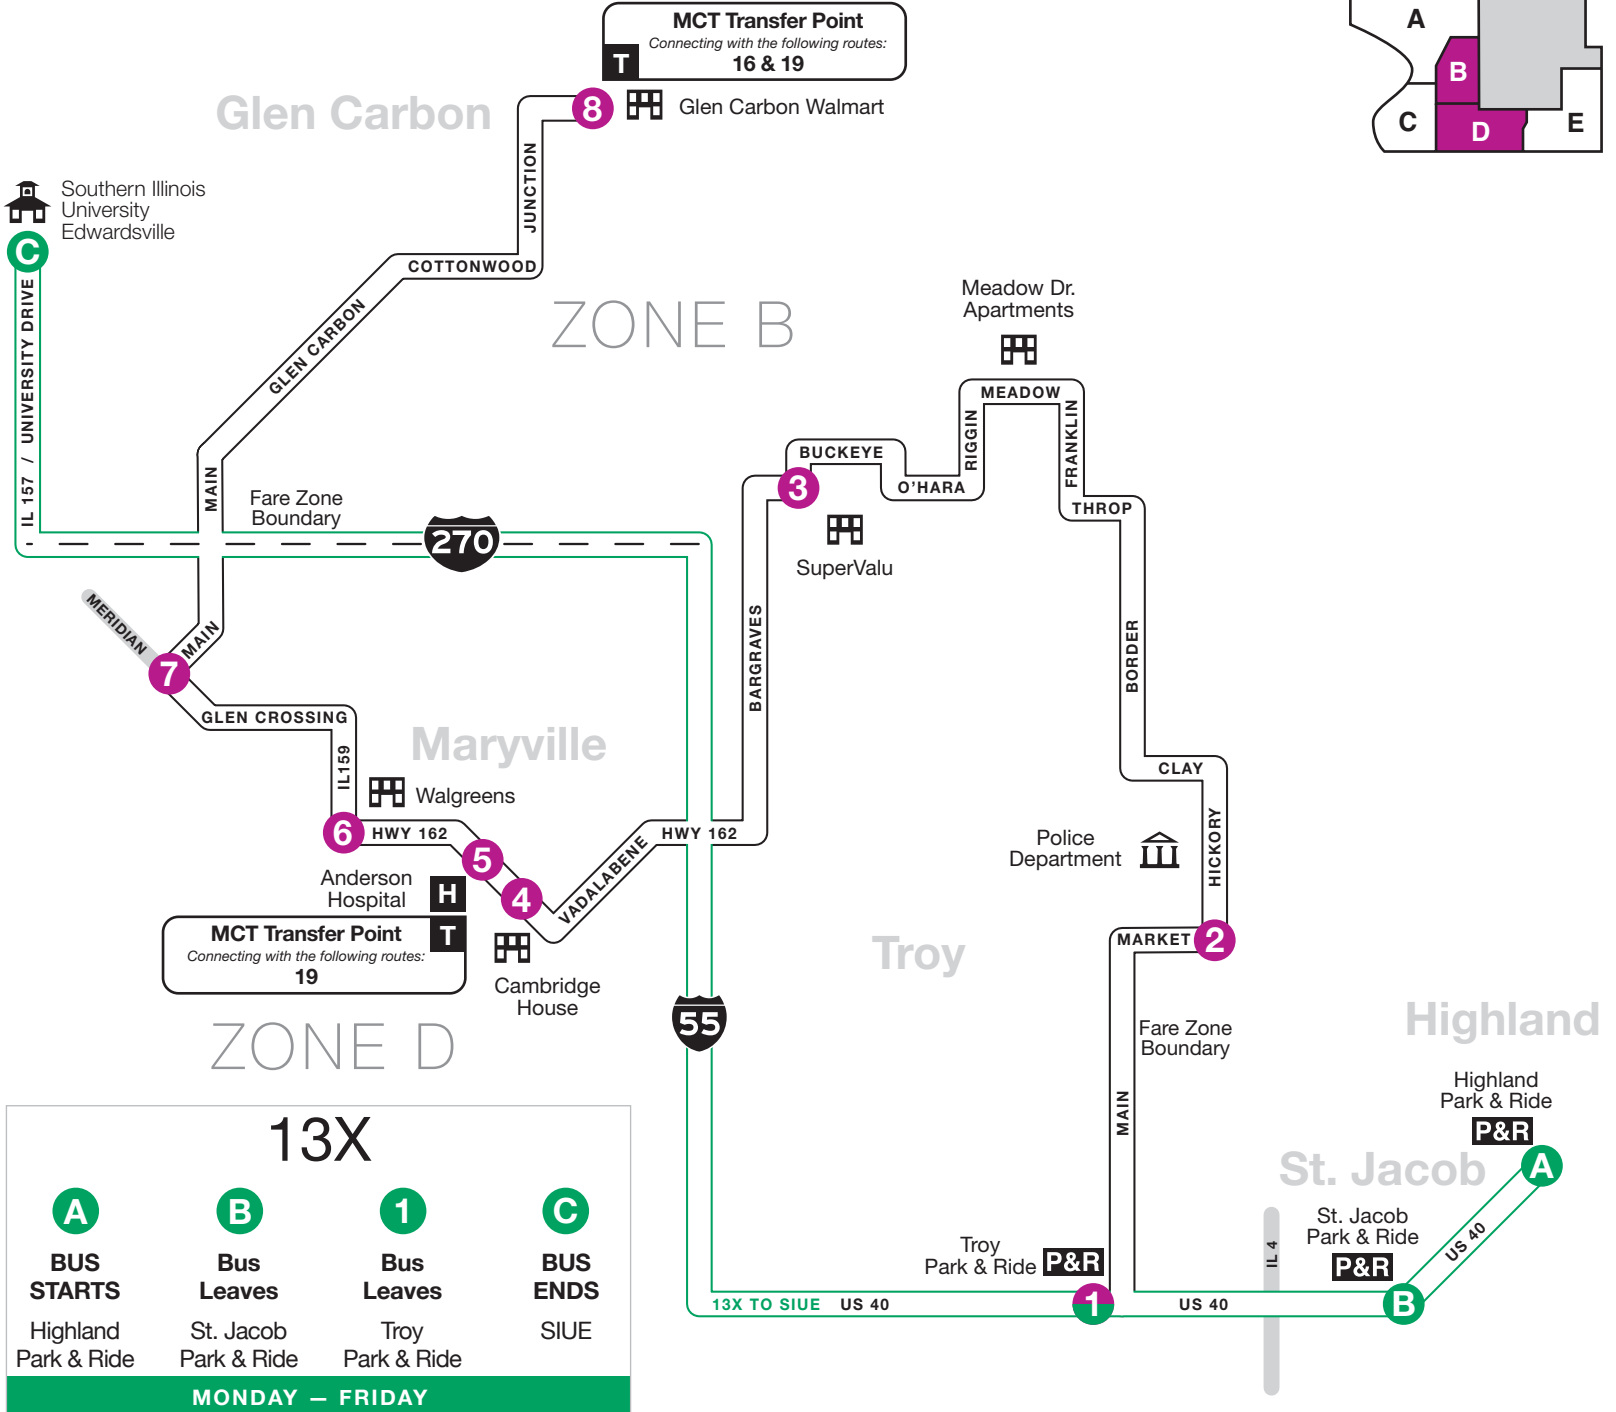 MCT Transfer Point
Connecting with the following routes:
16 & 19
T
8
Glen Carbon Walmart
Glen Carbon
A
B
C
D
E
Southern Illinois
University
Edwardsville
C
JUNCTION
COTTONWOOD
GLEN CARBON
IL 157 / UNIVERSITY DRIVE
MAIN
ZONE B
Meadow Dr.
Apartments
MEADOW
RIGGIN
FRANKLIN
BUCKEYE
O'HARA
THROP
3
SuperValu
Fare Zone
Boundary
270
MERIDIAN
MAIN
7
GLEN CROSSING
IL159
Maryville
Walgreens
6
HWY 162
5
4
VADALABENE
HWY 162
BARGRAVES
BORDER
CLAY
HICKORY
Police
Department
Anderson
Hospital
H
MCT Transfer Point
Connecting with the following routes:
19
T
Cambridge
House
MARKET
2
Troy
ZONE D
55
Fare Zone
Boundary
MAIN
Highland
Highland
Park & Ride
P&R
A
St. Jacob
St. Jacob
Park & Ride
P&R
B
US 40
IL 4
US 40
Troy
Park & Ride
P&R
1
13X TO SIUE US 40
13X
A
BUS
STARTS
Highland
Park & Ride
B
Bus
Leaves
St. Jacob
Park & Ride
1
Bus
Leaves
Troy
Park & Ride
C
BUS
ENDS
SIUE
MONDAY — FRIDAY